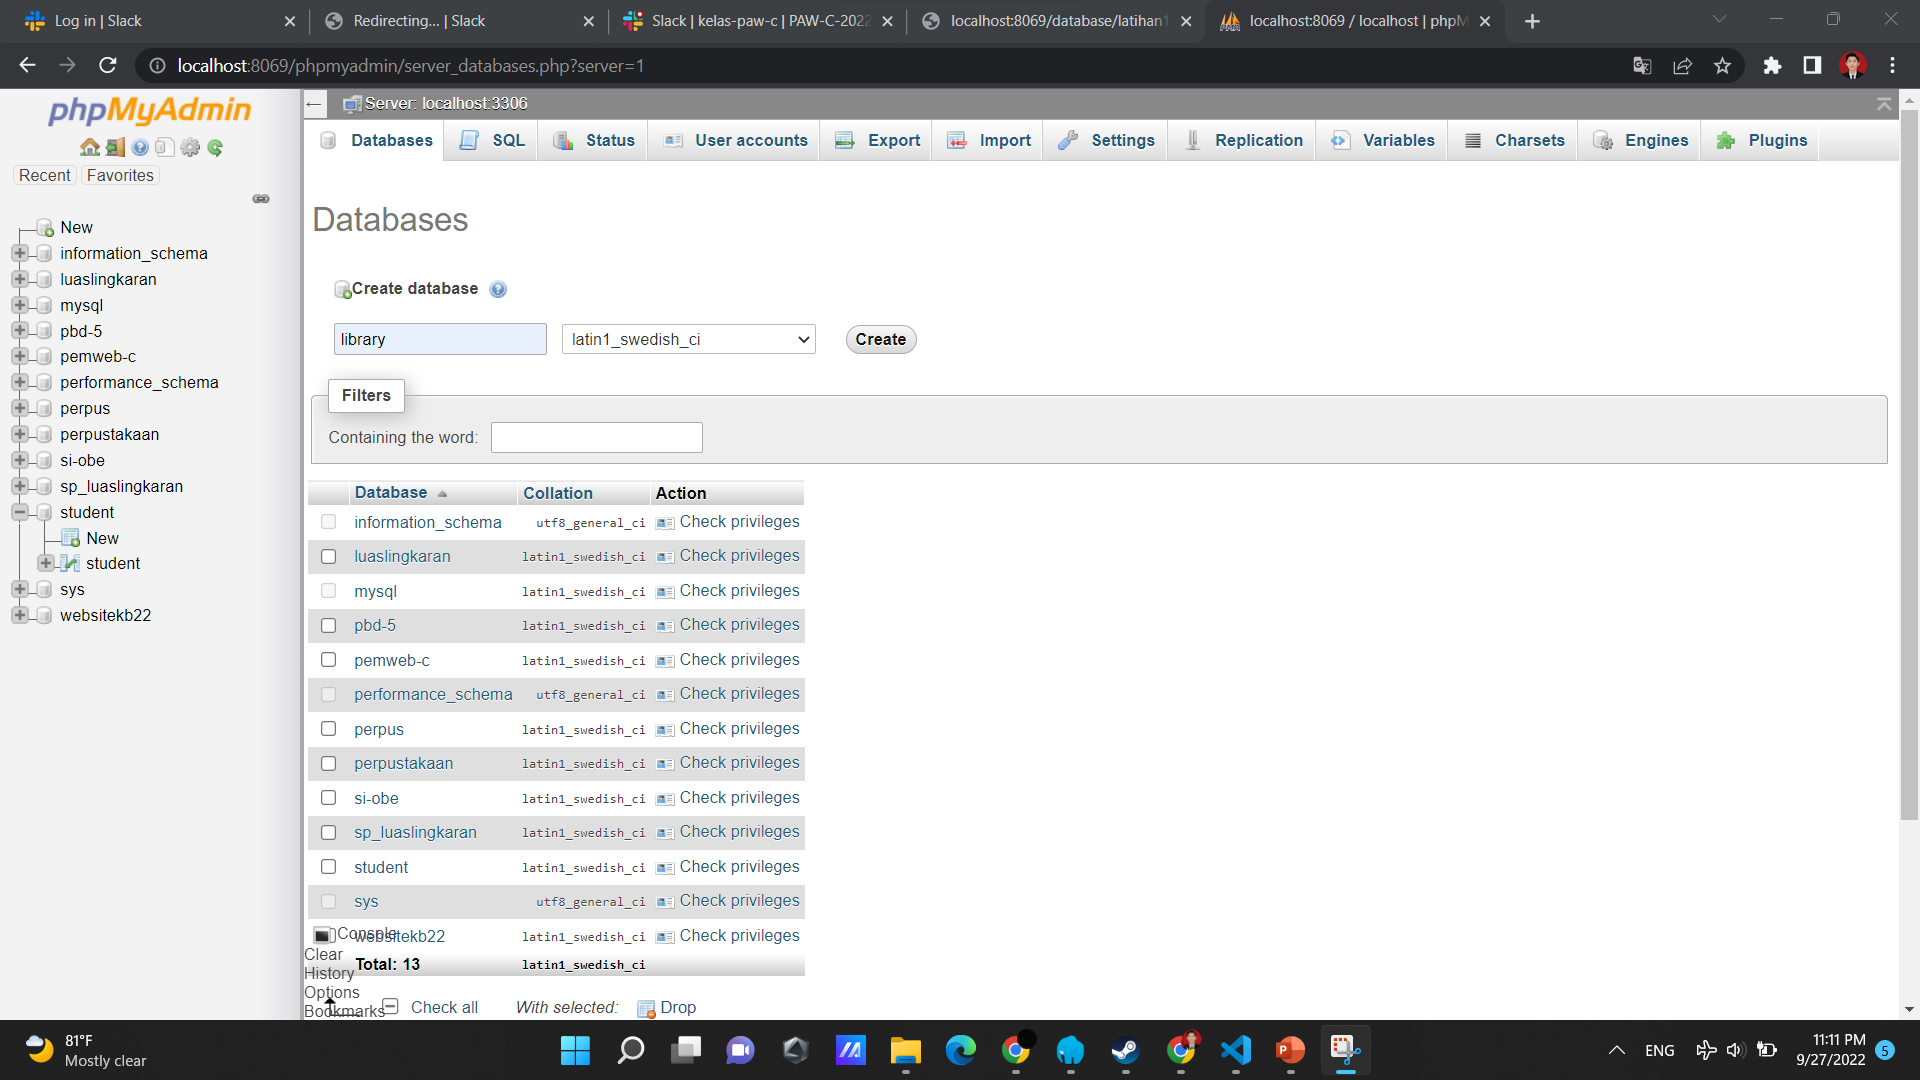 Log in | Slack
Redirecting... | Slack
Slack | kelas-paw-c | PAW-C-2022
localhost:8069/database/latihan1
localhost:8069 / localhost | phpM
localhost:8069/phpmyadmin/server_databases.php?server=1
phpMyAdmin
Recent Favorites
New
information_schema
luaslingkaran
mysql
pbd-5
pemweb-c
performance_schema
perpus
perpustakaan
si-obe
sp_luaslingkaran
student
New
student
sys
websitekb22
Server: localhost:3306
Databases SQL Status User accounts Export Import Settings Replication Variables Charsets Engines Plugins
Databases
Create database
library latin1_swedish_ci Create
Filters
Containing the word:
Database Collation Action
information_schema utf8_general_ci Check privileges
luaslingkaran latin1_swedish_ci Check privileges
mysql latin1_swedish_ci Check privileges
pbd-5 latin1_swedish_ci Check privileges
pemweb-c latin1_swedish_ci Check privileges
performance_schema utf8_general_ci Check privileges
perpus latin1_swedish_ci Check privileges
perpustakaan latin1_swedish_ci Check privileges
si-obe latin1_swedish_ci Check privileges
sp_luaslingkaran latin1_swedish_ci Check privileges
student latin1_swedish_ci Check privileges
sys utf8_general_ci Check privileges
Console
websitekb22 latin1_swedish_ci Check privileges
Clear
Total: 13 latin1_swedish_ci
History
Options
Bookmarks
Check all With selected: Drop
81°F
Mostly clear
ENG
11:11 PM
9/27/2022
5